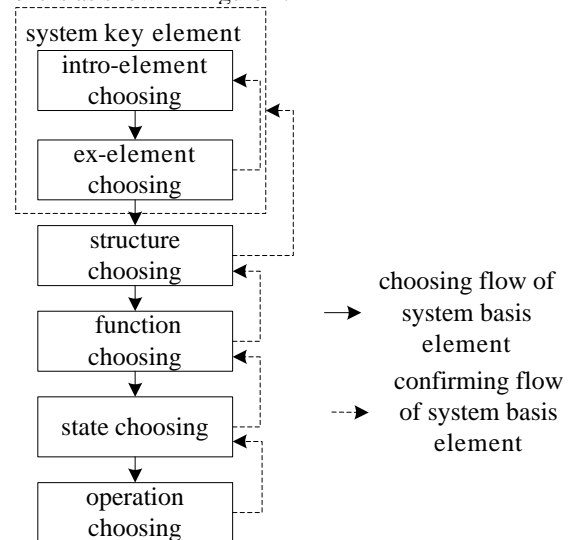 system key element
intro-element
choosing
ex-element
choosing
structure
choosing
function
choosing
state choosing
operation
choosing
choosing flow of
system basis
element
confirming flow
of system basis
element